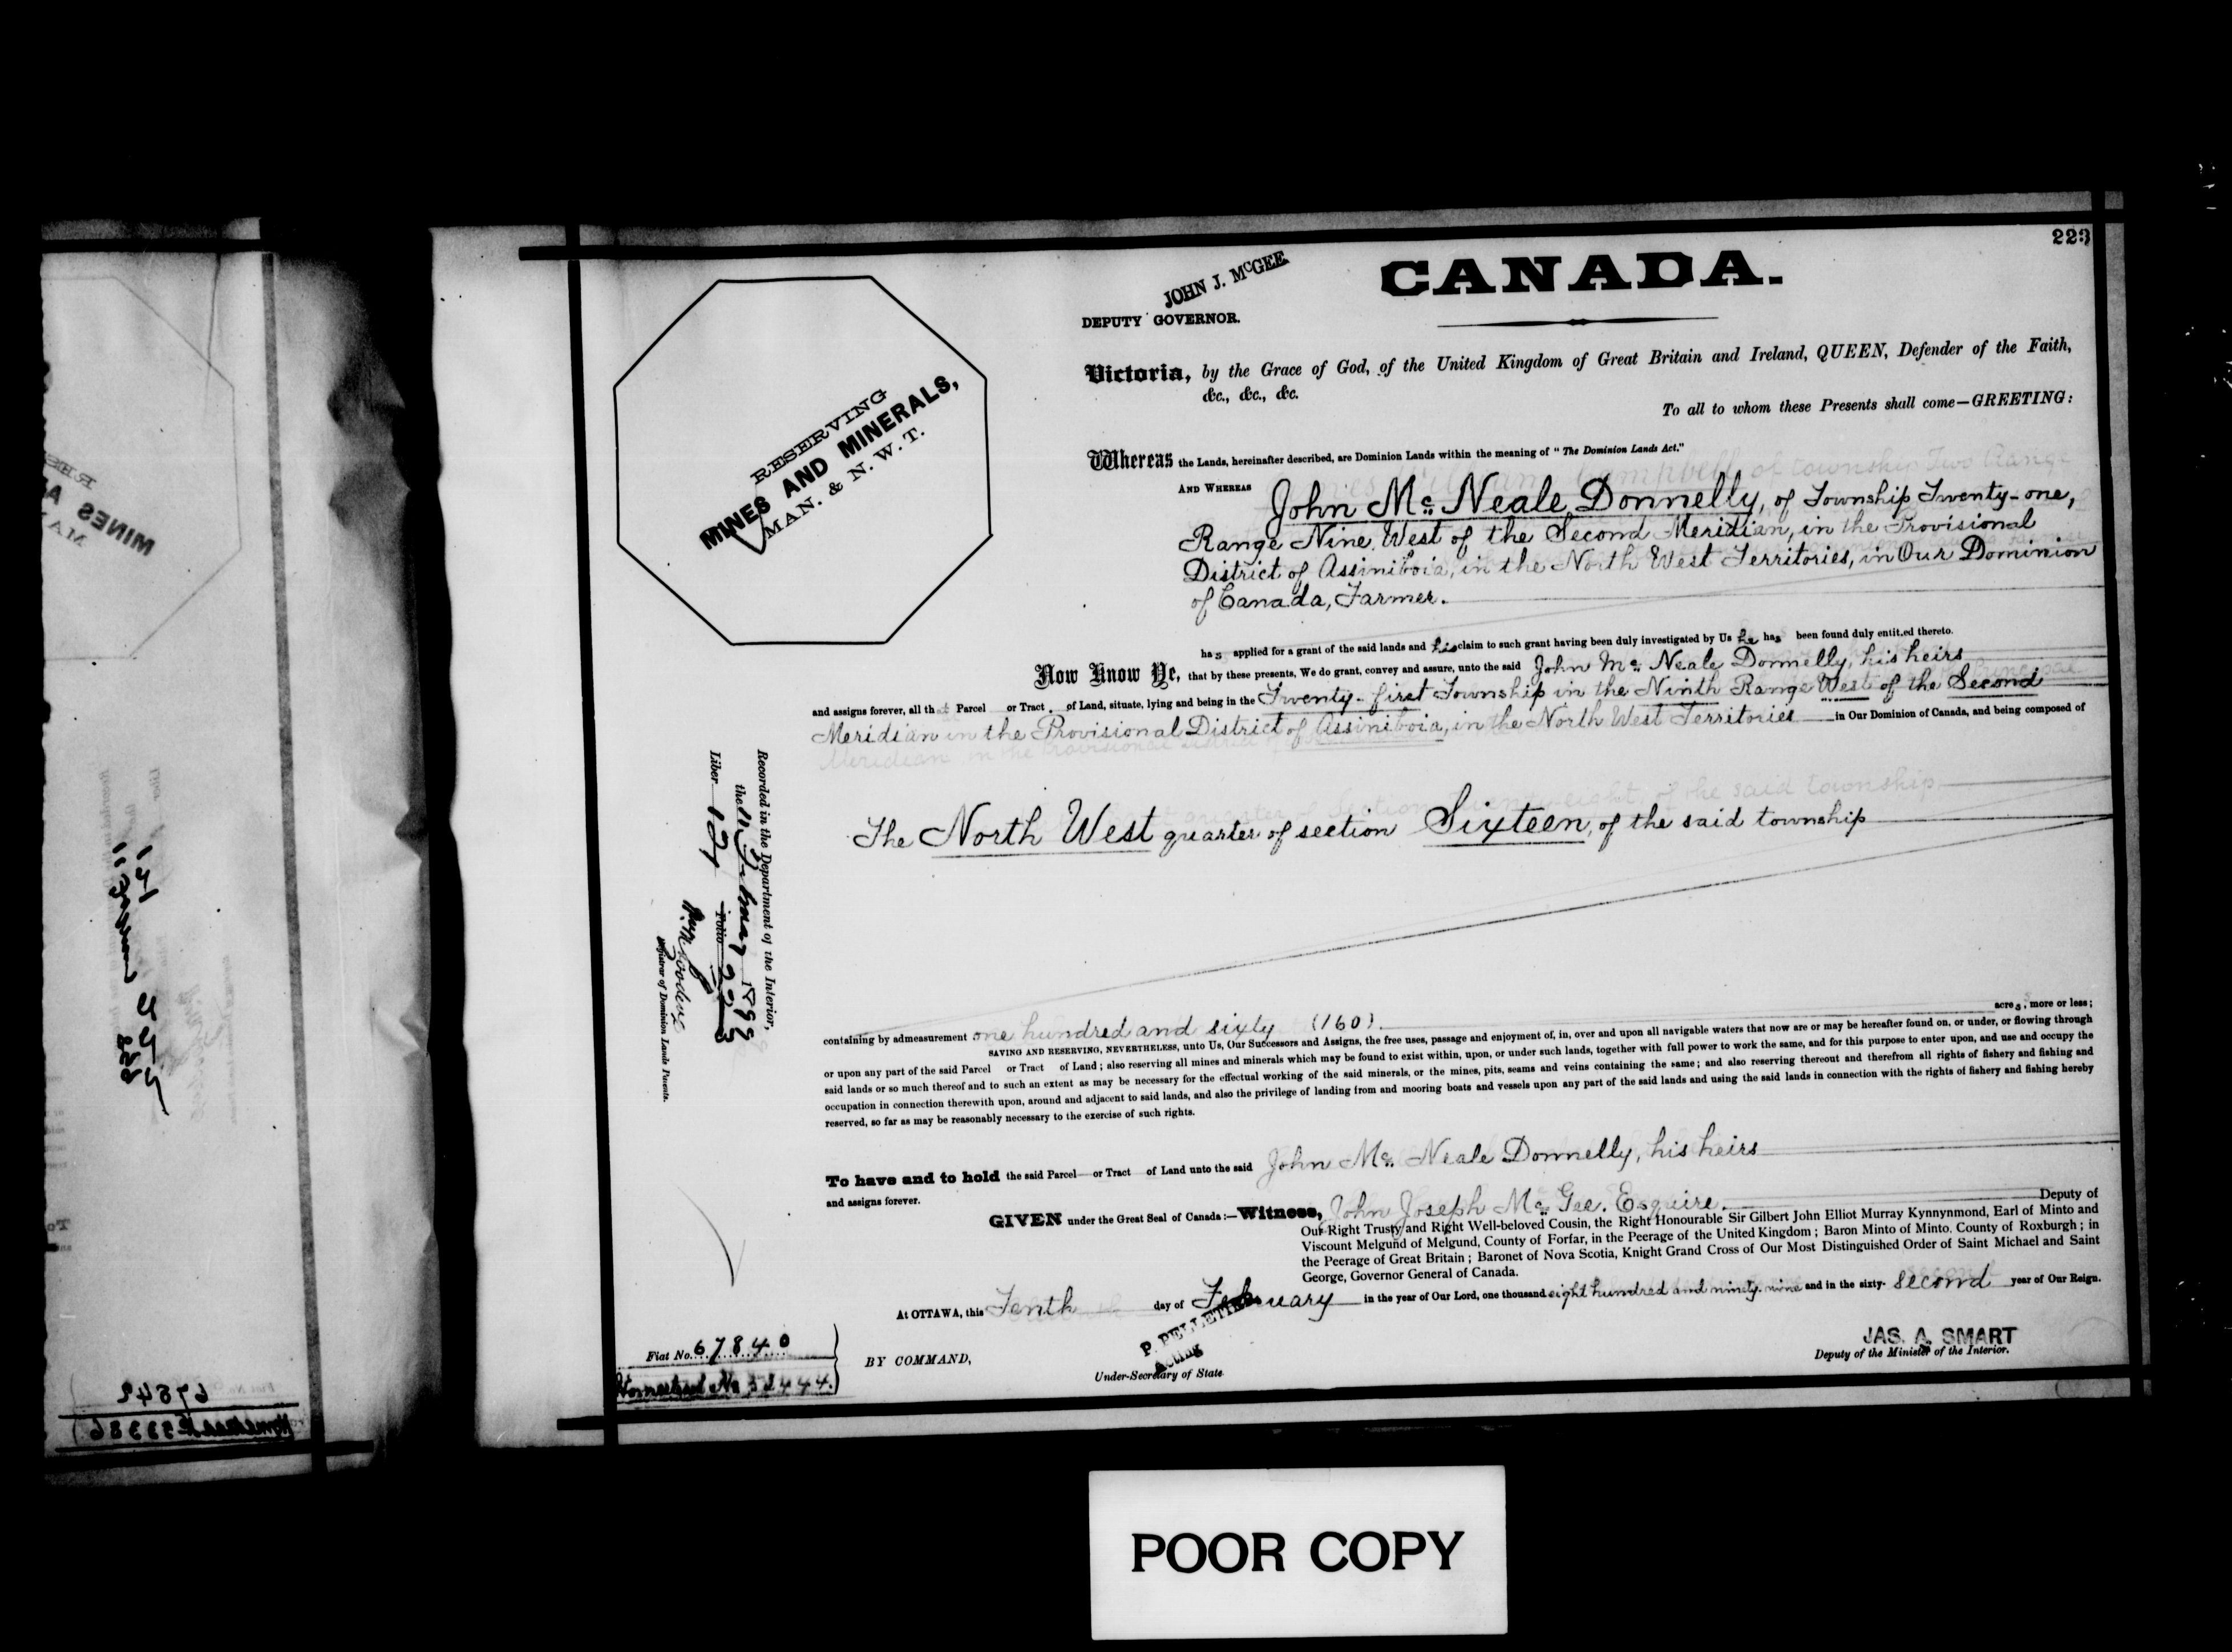 223
CANADA.
JOHN J. McGEE
DEPUTY GOVERNOR.
RESERVING
MINES AND MINERALS,
MAN. & N. W. T.
Victoria, by the Grace of God, of the United Kingdom of Great Britain and Ireland, QUEEN, Defender of the Faith,
&c., &c., &c.
To all to whom these Presents shall come—GREETING:
Whereas the Lands, hereinafter described, are Dominion Lands within the meaning of "The Dominion Lands Act."
AND WHEREAS John Mc Neale Donnelly, of Township Twenty-one,
Range Nine West of the Second Meridian, in the Provisional
District of Assiniboia, in the North West Territories, in Our Dominion
of Canada, Farmer.
has applied for a grant of the said lands and his claim to such grant having been duly investigated by Us he has been found duly entitled thereto.
Now Know Ye, that by these presents, We do grant, convey and assure, unto the said John Mc Neale Donnelly, his heirs
and assigns forever, all that Parcel or Tract of Land, situate, lying and being in the Twenty-first Township in the Ninth Range West of the Second
Meridian in the Provisional District of Assiniboia, in the North West Territories in Our Dominion of Canada, and being composed of
The North West quarter of section Sixteen, of the said township
Recorded in the Department of the Interior,
the 11 February 1899
Liber 121 Folio 223
Registrar of Dominion Lands Patents.
acres, more or less;
containing by admeasurement one hundred and sixty (160).
SAVING AND RESERVING, NEVERTHELESS, unto Us, Our Successors and Assigns, the free uses, passage and enjoyment of, in, over and upon all navigable waters that now are or may be hereafter found on, or under, or flowing through
or upon any part of the said Parcel or Tract of Land; also reserving all mines and minerals which may be found to exist within, upon, or under such lands, together with full power to work the same, and for this purpose to enter upon, and use and occupy the
said lands or so much thereof and to such an extent as may be necessary for the effectual working of the said minerals, or the mines, pits, seams and veins containing the same; and also reserving thereout and therefrom all rights of fishery and fishing and
occupation in connection therewith upon, around and adjacent to said lands, and also the privilege of landing from and mooring boats and vessels upon any part of the said lands and using the said lands in connection with the rights of fishery and fishing hereby
reserved, so far as may be reasonably necessary to the exercise of such rights.
To have and to hold the said Parcel or Tract of Land unto the said John Mc Neale Donnelly, his heirs
and assigns forever.
GIVEN under the Great Seal of Canada:—Witness, John Joseph Mc Gee, Esquire. Deputy of
Our Right Trusty and Right Well-beloved Cousin, the Right Honourable Sir Gilbert John Elliot Murray Kynnynmond, Earl of Minto and
Viscount Melgund of Melgund, County of Forfar, in the Peerage of the United Kingdom; Baron Minto of Minto. County of Roxburgh; in
the Peerage of Great Britain; Baronet of Nova Scotia, Knight Grand Cross of Our Most Distinguished Order of Saint Michael and Saint
George, Governor General of Canada.
At OTTAWA, this Tenth day of February in the year of Our Lord, one thousand eight hundred and ninety-nine and in the sixty-second year of Our Reign.
Fiat No. 67840
BY COMMAND,
P. PELLETIER
Acting
Under-Secretary of State
JAS. A. SMART
Deputy of the Minister of the Interior.
POOR COPY